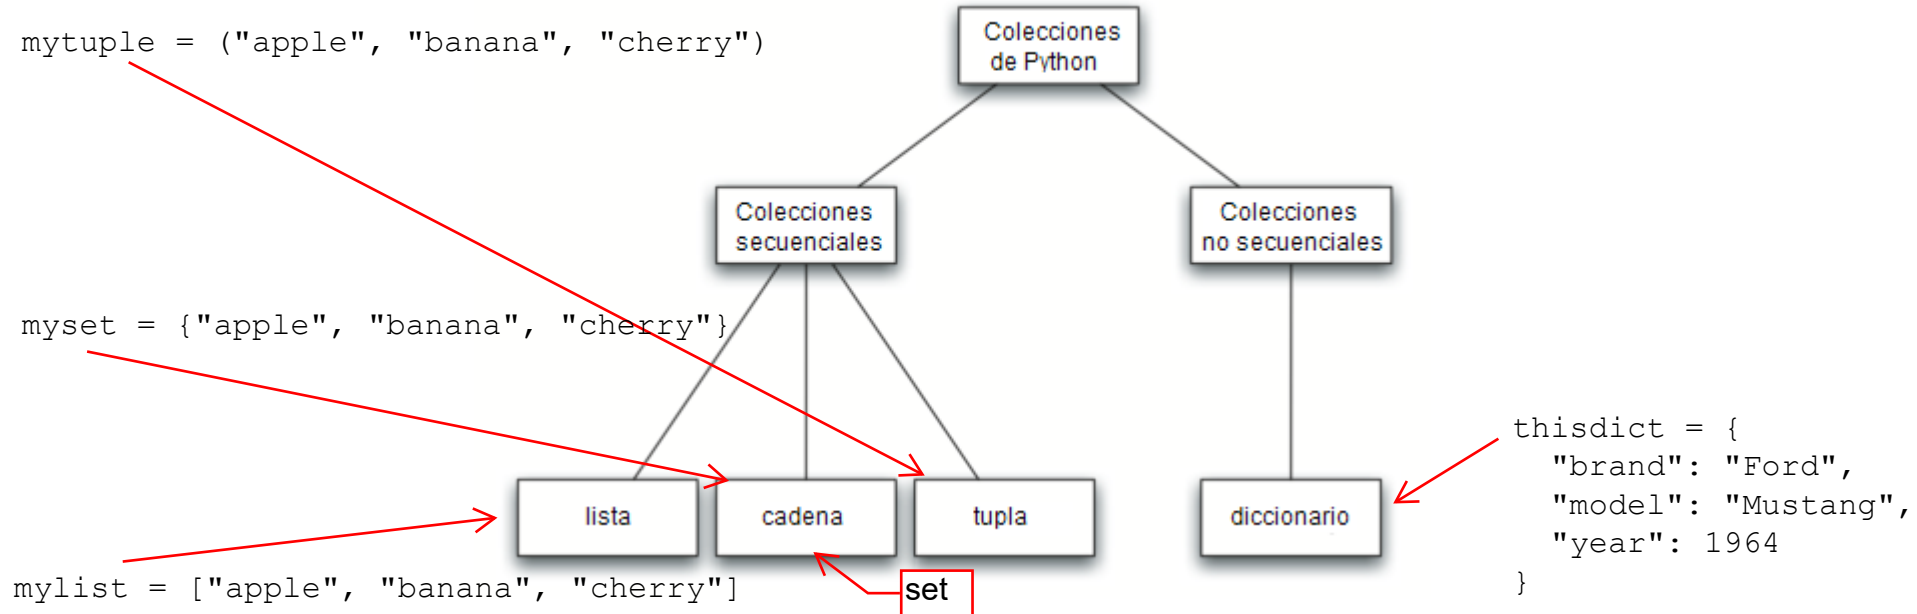 mytuple = ("apple", "banana", "cherry")
Colecciones
de Python
Colecciones
secuenciales
Colecciones
no secuenciales
myset = {"apple", "banana", "cherry"}
thisdict = {
  "brand": "Ford",
  "model": "Mustang",
  "year": 1964
}
lista
cadena
tupla
diccionario
mylist = ["apple", "banana", "cherry"]
set